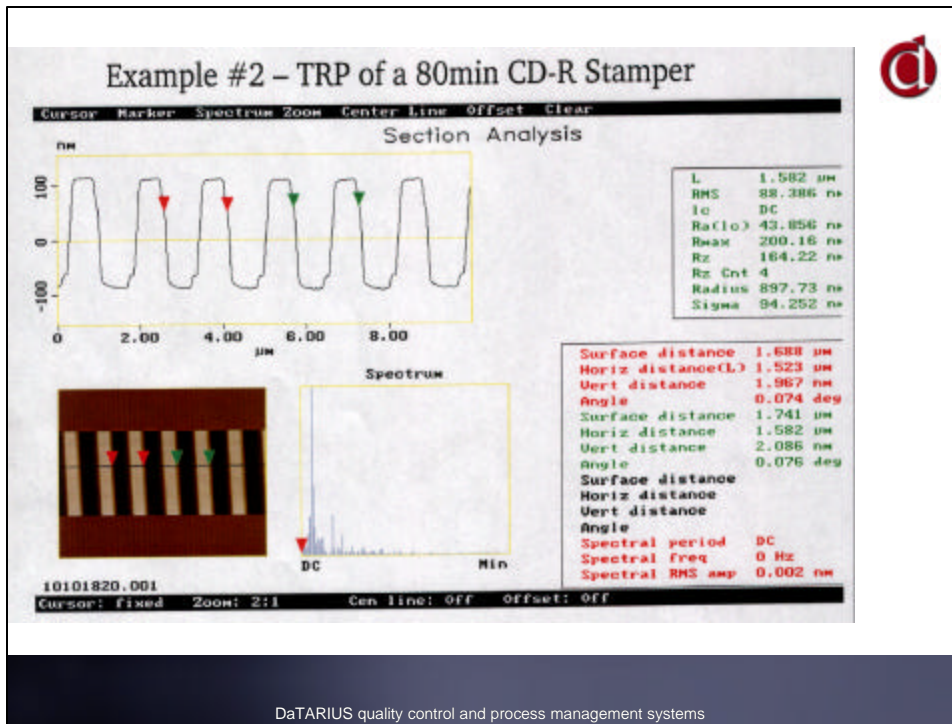 Example #2 – TRP of a 80min CD-R Stamper
Cursor Marker Spectrum Zoom Center Line Offset Clear
Section Analysis
nm
100
0
-100
0 2.00 4.00 6.00 8.00
µm
L 1.582 µm
RMS 88.386 nm
lc DC
Ra(lc) 43.856 nm
Rmax 200.16 nm
Rz 164.22 nm
Rz Cnt 4
Radius 897.73 nm
Sigma 94.252 nm
Spectrum
DC Min
Surface distance 1.688 µm
Horiz distance(L) 1.523 µm
Vert distance 1.967 nm
Angle 0.074 deg
Surface distance 1.741 µm
Horiz distance 1.582 µm
Vert distance 2.086 nm
Angle 0.076 deg
Surface distance
Horiz distance
Vert distance
Angle
Spectral period DC
Spectral freq 0 Hz
Spectral RMS amp 0.002 nm
10101820.001
Cursor: fixed Zoom: 2:1 Cen line: Off Offset: Off
DaTARIUS quality control and process management systems